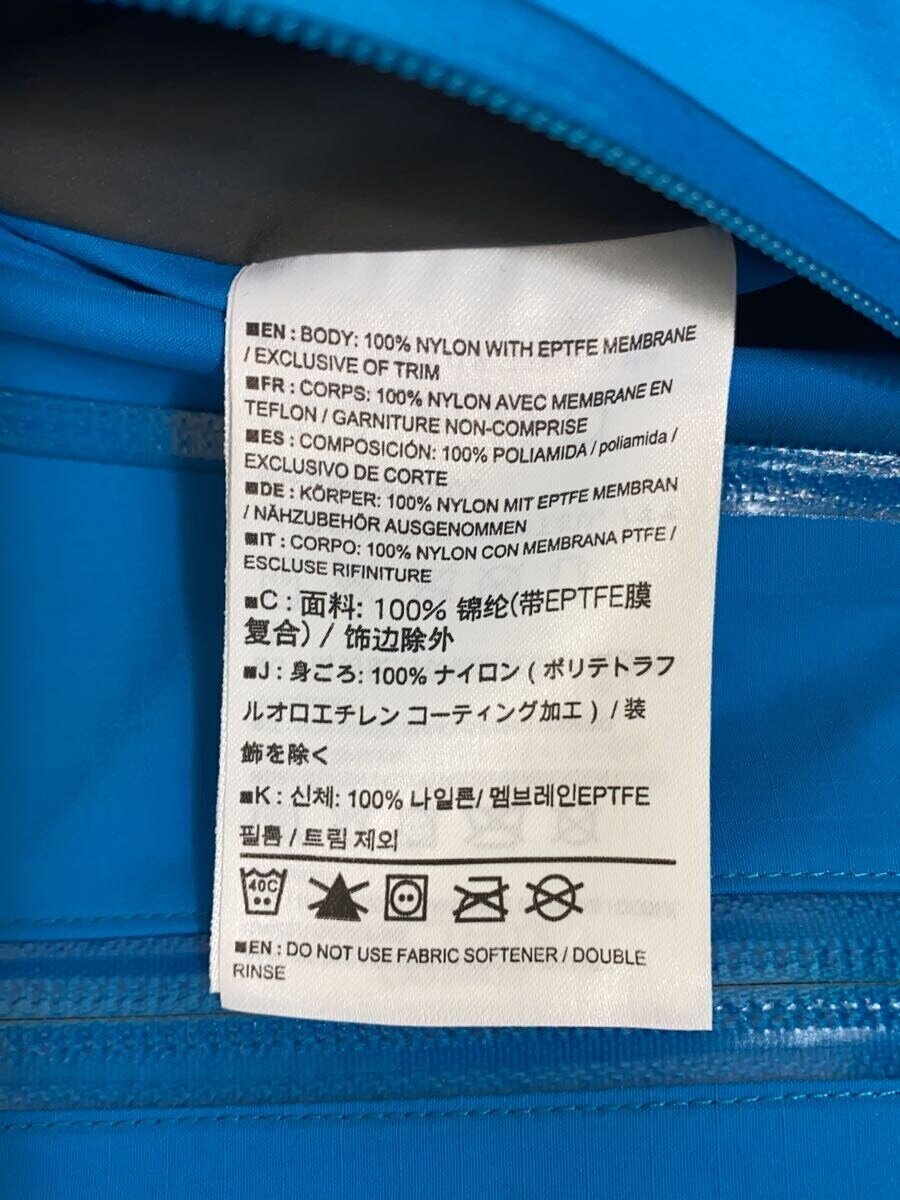 ■EN : BODY: 100% NYLON WITH EPTFE MEMBRANE
/ EXCLUSIVE OF TRIM
■FR : CORPS: 100% NYLON AVEC MEMBRANE EN
TEFLON / GARNITURE NON-COMPRISE
■ES : COMPOSICIÓN: 100% POLIAMIDA / poliamida /
EXCLUSIVO DE CORTE
■DE : KÖRPER: 100% NYLON MIT EPTFE MEMBRAN
/ NÄHZUBEHÖR AUSGENOMMEN
■IT : CORPO: 100% NYLON CON MEMBRANA PTFE /
ESCLUSE RIFINITURE
■C : 面料: 100% 锦纶(带EPTFE膜
复合) / 饰边除外
■J : 身ごろ: 100% ナイロン ( ポリテトラフ
ルオロエチレン コーティング加工 ) / 装
飾を除く
■K : 신체: 100% 나일론/ 멤브레인EPTFE
필름 / 트림 제외
40C
■EN : DO NOT USE FABRIC SOFTENER / DOUBLE
RINSE